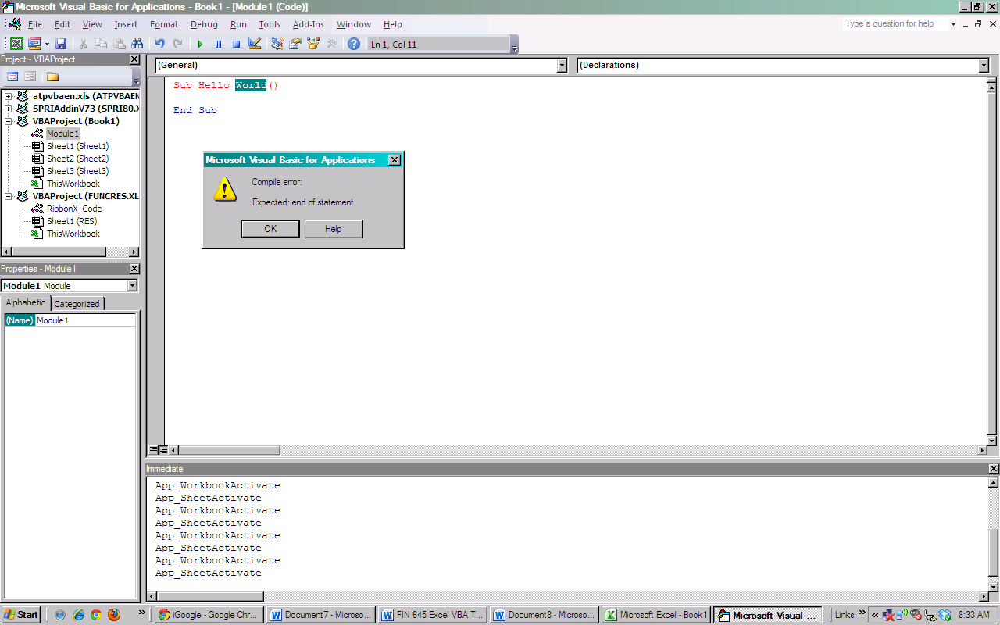 Microsoft Visual Basic for Applications - Book1 - [Module1 (Code)]
File Edit View Insert Format Debug Run Tools Add-Ins Window Help
Type a question for help
Ln 1, Col 11
Project - VBAProject
(General)
(Declarations)
atpvbaen.xls (ATPVBAEN
SPRIAddinV73 (SPRI80.X
VBAProject (Book1)
Module1
Sheet1 (Sheet1)
Sheet2 (Sheet2)
Sheet3 (Sheet3)
ThisWorkbook
VBAProject (FUNCRES.XL
RibbonX_Code
Sheet1 (RES)
ThisWorkbook
Sub Hello World()
End Sub
Microsoft Visual Basic for Applications
Compile error:
Expected: end of statement
OK Help
Properties - Module1
Module1 Module
Alphabetic Categorized
(Name) Module1
Immediate
App_WorkbookActivate
App_SheetActivate
App_WorkbookActivate
App_SheetActivate
App_WorkbookActivate
App_SheetActivate
App_WorkbookActivate
App_SheetActivate
Start
iGoogle - Google Chr...
Document7 - Microso...
FIN 645 Excel VBA T...
Document8 - Microso...
Microsoft Excel - Book1
Microsoft Visual ...
Links
8:33 AM